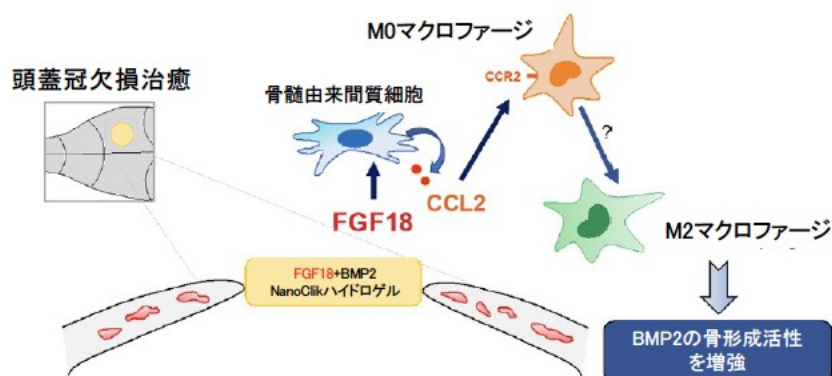 M0マクロファージ
CCR2
頭蓋冠欠損治癒
骨髄由来間質細胞
?
CCL2
FGF18
M2マクロファージ
FGF18+BMP2
NanoClikハイドロゲル
BMP2の骨形成活性
を増強